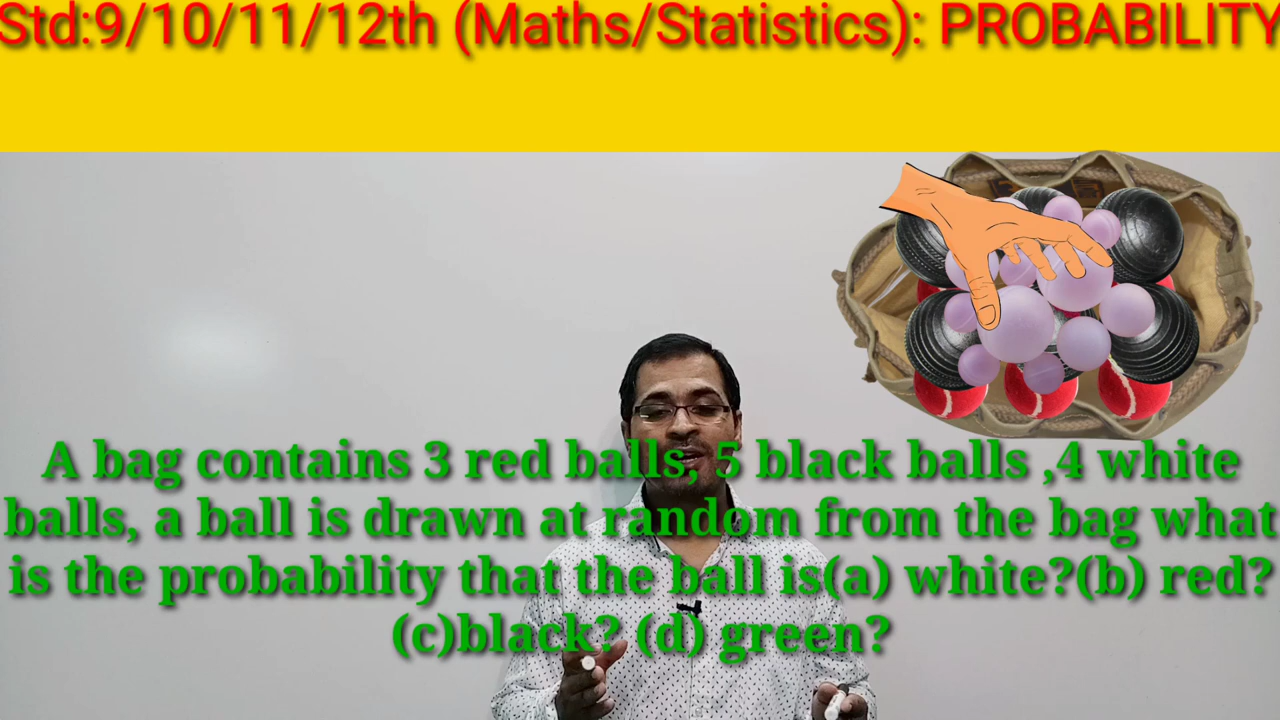 Std:9/10/11/12th (Maths/Statistics): PROBABILITY
A bag contains 3 red balls, 5 black balls ,4 white
balls, a ball is drawn at random from the bag what
is the probability that the ball is(a) white?(b) red?
(c)black? (d) green?